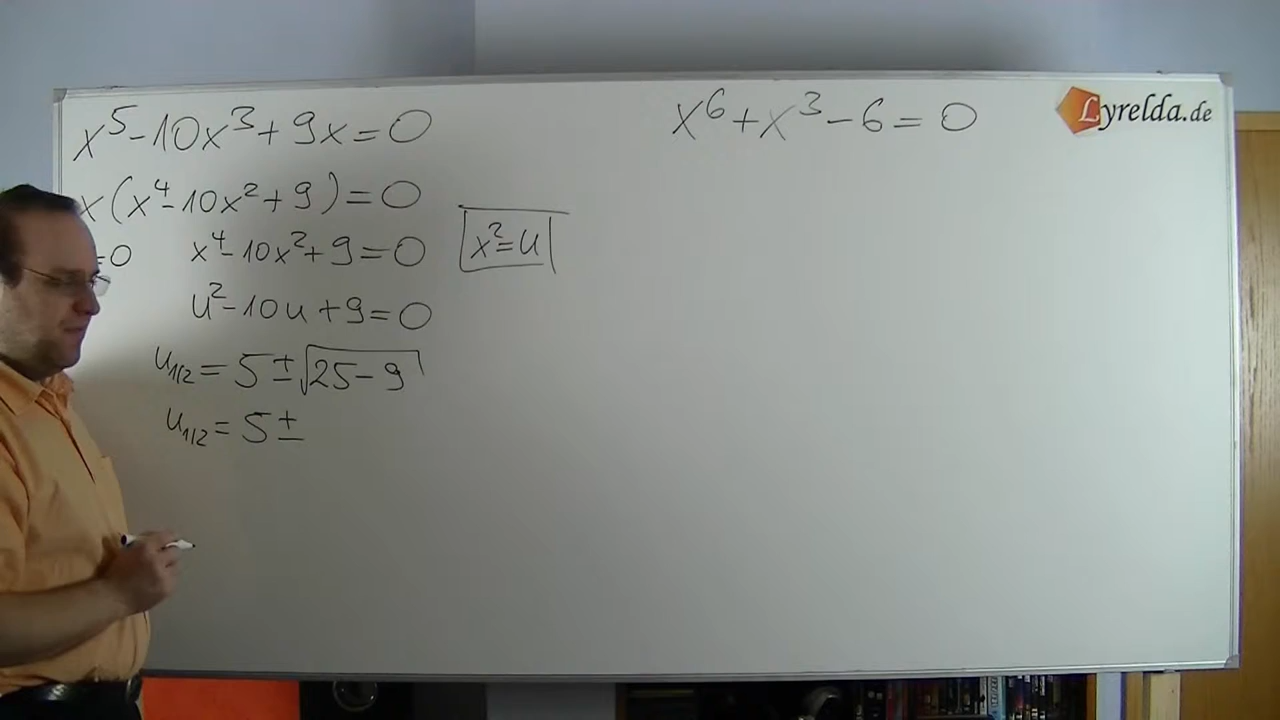 x⁵-10x³+9x=0
x(x⁴-10x²+9)=0
=0   x⁴-10x²+9=0   x²=u
u²-10u+9=0
u₁/₂=5±√25-9
u₁/₂=5±
x⁶+x³-6=0
Lyrelda.de